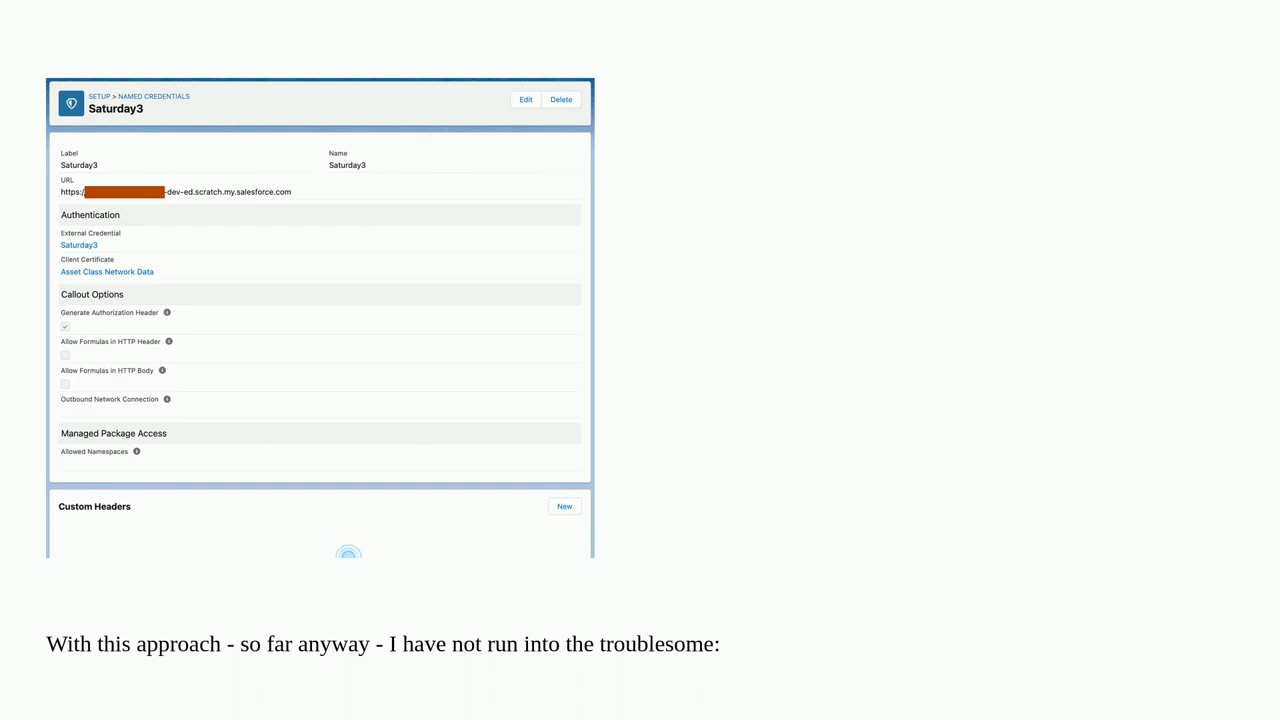 SETUP > NAMED CREDENTIALS
Saturday3
Edit
Delete
Label
Name
Saturday3
Saturday3
URL
https:/ -dev-ed.scratch.my.salesforce.com
Authentication
External Credential
Saturday3
Client Certificate
Asset Class Network Data
Callout Options
Generate Authorization Header
Allow Formulas in HTTP Header
Allow Formulas in HTTP Body
Outbound Network Connection
Managed Package Access
Allowed Namespaces
Custom Headers
New
With this approach - so far anyway - I have not run into the troublesome: